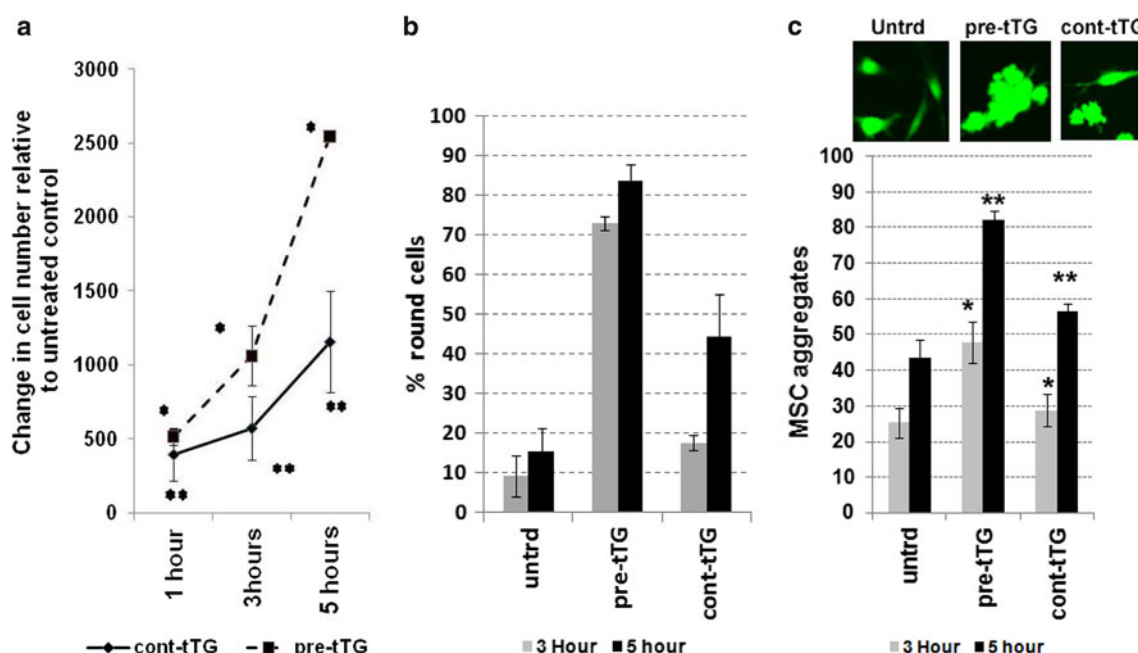 a
Change in cell number relative
to untreated control
3000
2500
2000
1500
1000
500
0
*
*
*
**
**
**
1 hour
3hours
5 hours
cont-tTG
pre-tTG
b
% round cells
100
90
80
70
60
50
40
30
20
10
0
untrd
pre-tTG
cont-tTG
3 Hour
5 hour
c
Untrd
pre-tTG
cont-tTG
MSC aggregates
100
90
80
70
60
50
40
30
20
10
0
*
**
*
**
untrd
pre-tTG
cont-tTG
3 Hour
5 hour